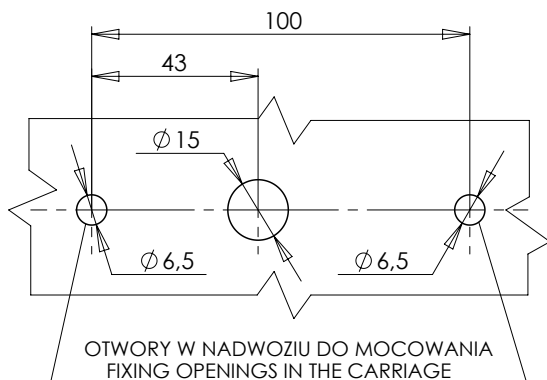 100
43
∅15
∅6,5
∅6,5
OTWORY W NADWOZIU DO MOCOWANIA
FIXING OPENINGS IN THE CARRIAGE